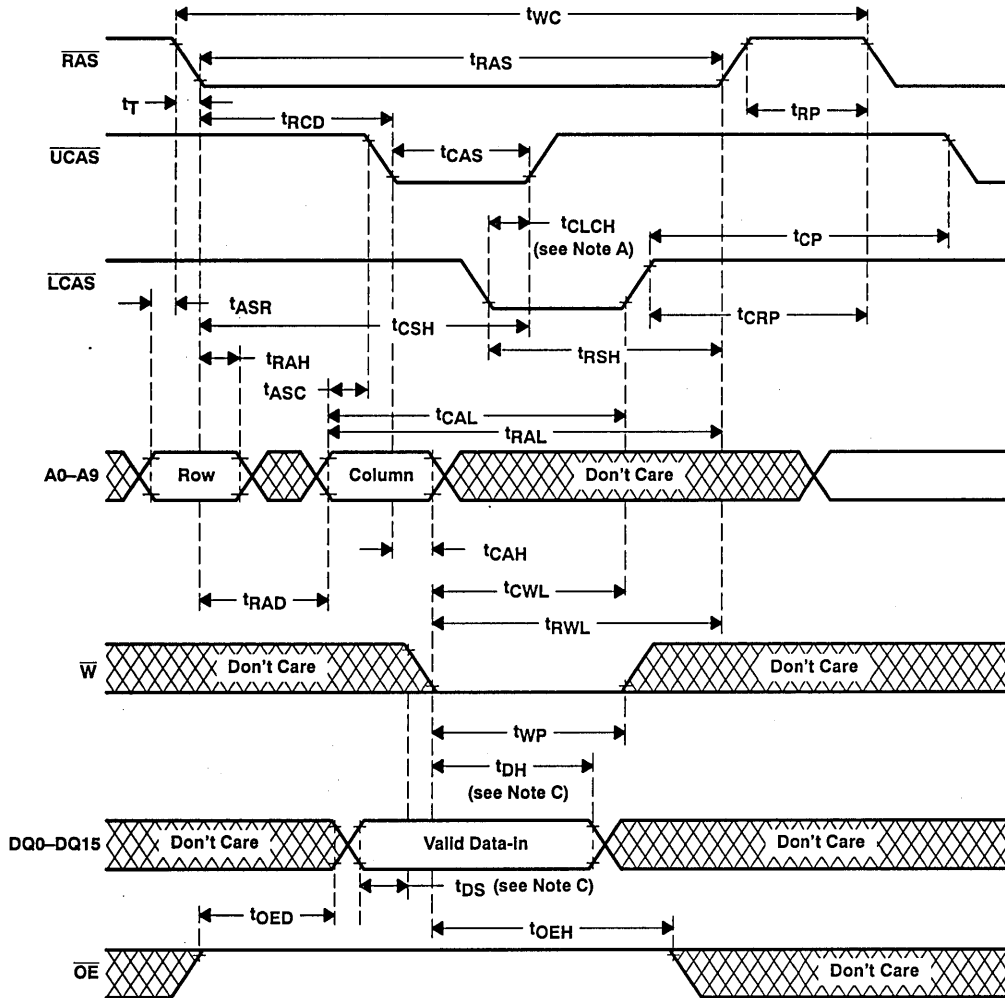 tWC
RAS
tRAS
tT
tRCD
tRP
UCAS
tCAS
tCLCH
(see Note A)
tCP
LCAS
tASR
tCSH
tCRP
tRAH
tRSH
tASC
tCAL
tRAL
A0–A9
Row
Column
Don't Care
tCAH
tCWL
tRAD
tRWL
W
Don't Care
Don't Care
tWP
tDH
(see Note C)
DQ0–DQ15
Don't Care
Valid Data-in
Don't Care
tDS (see Note C)
tOED
tOEH
OE
Don't Care